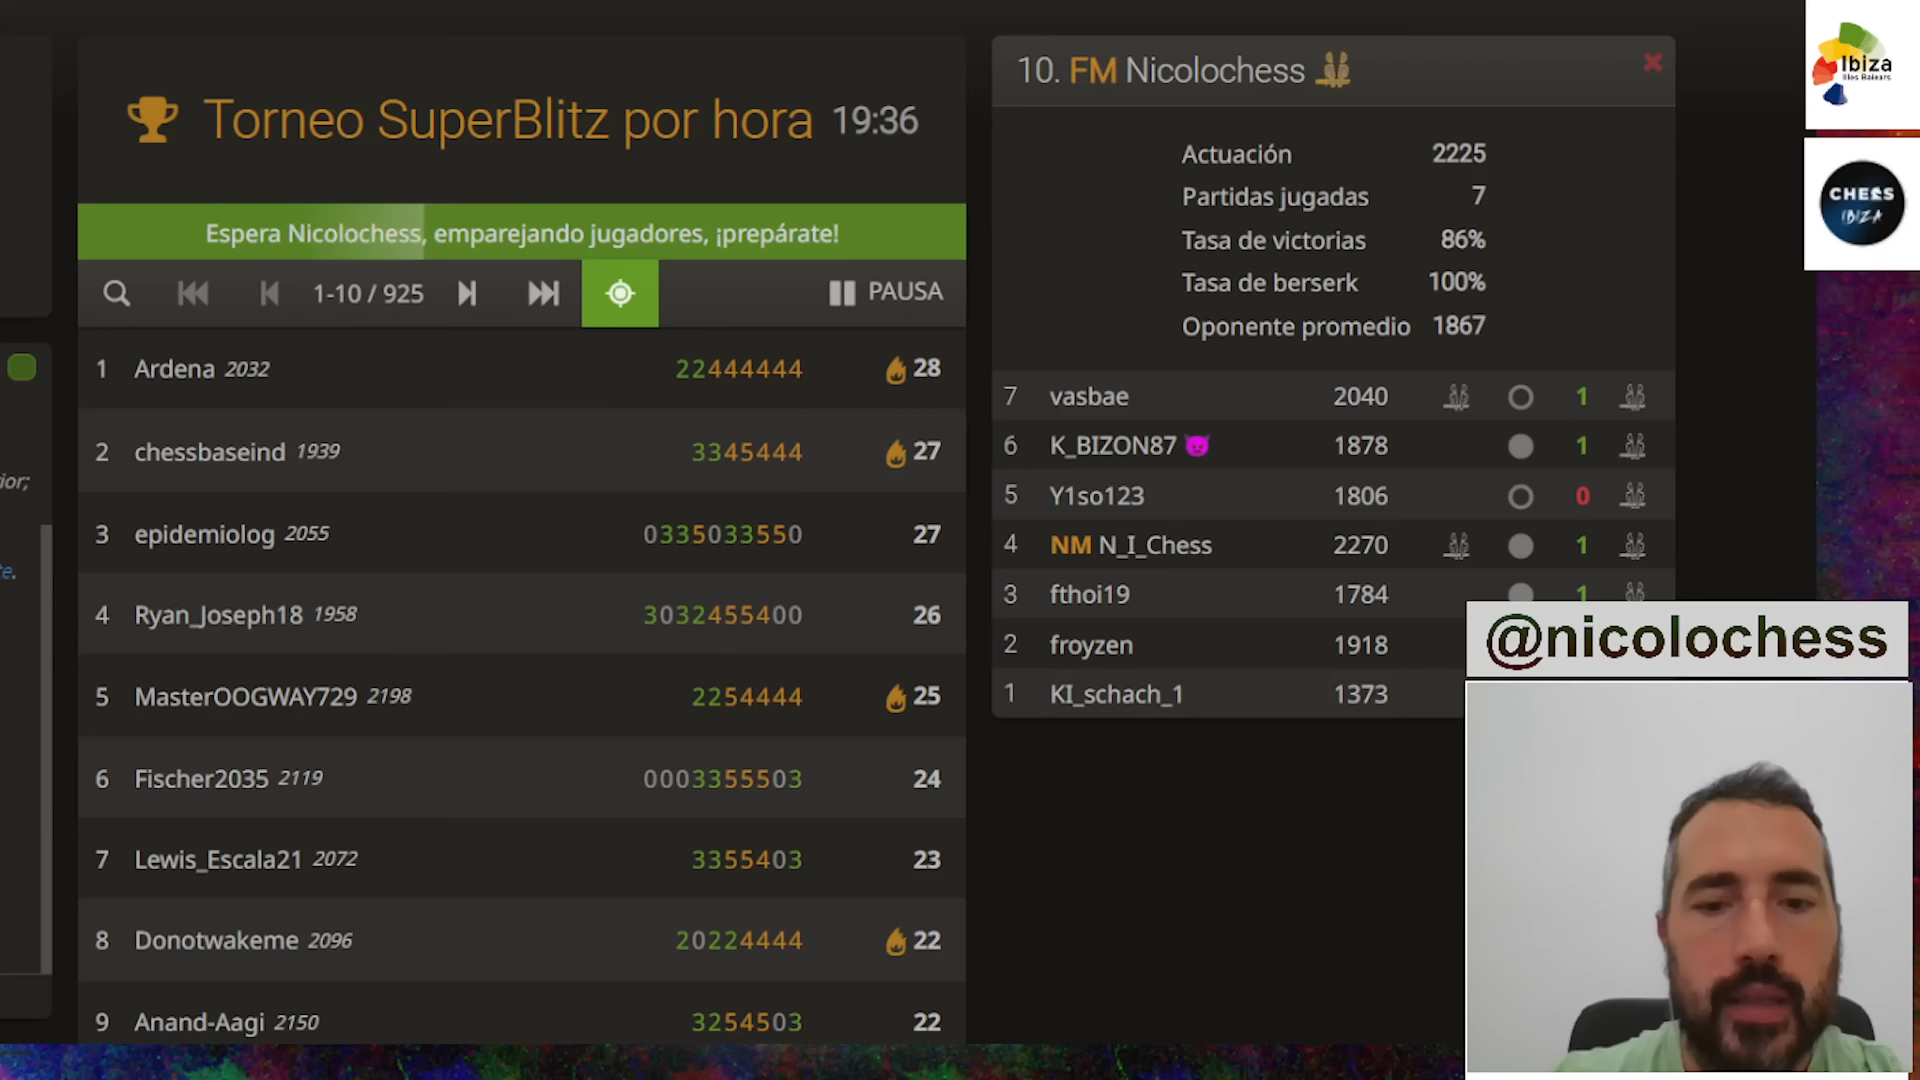 Torneo SuperBlitz por hora 19:36
Espera Nicolochess, emparejando jugadores, ¡prepárate!
1-10 / 925 PAUSA
1 Ardena 2032 22444444 28
2 chessbaseind 1939 3345444 27
3 epidemiolog 2055 0335033550 27
4 Ryan_Joseph18 1958 3032455400 26
5 MasterOOGWAY729 2198 2254444 25
6 Fischer2035 2119 0003355503 24
7 Lewis_Escala21 2072 3355403 23
8 Donotwakeme 2096 20224444 22
9 Anand-Aagi 2150 3254503 22
ior;
e.
10. FM Nicolochess
Actuación 2225
Partidas jugadas 7
Tasa de victorias 86%
Tasa de berserk 100%
Oponente promedio 1867
7 vasbae 2040 1
6 K_BIZON87 😈 1878 1
5 Y1so123 1806 0
4 NM N_I_Chess 2270 1
3 fthoi19 1784 1
2 froyzen 1918
1 KI_schach_1 1373
@nicolochess
Ibiza
Illes Balears
CHESS
IBIZA